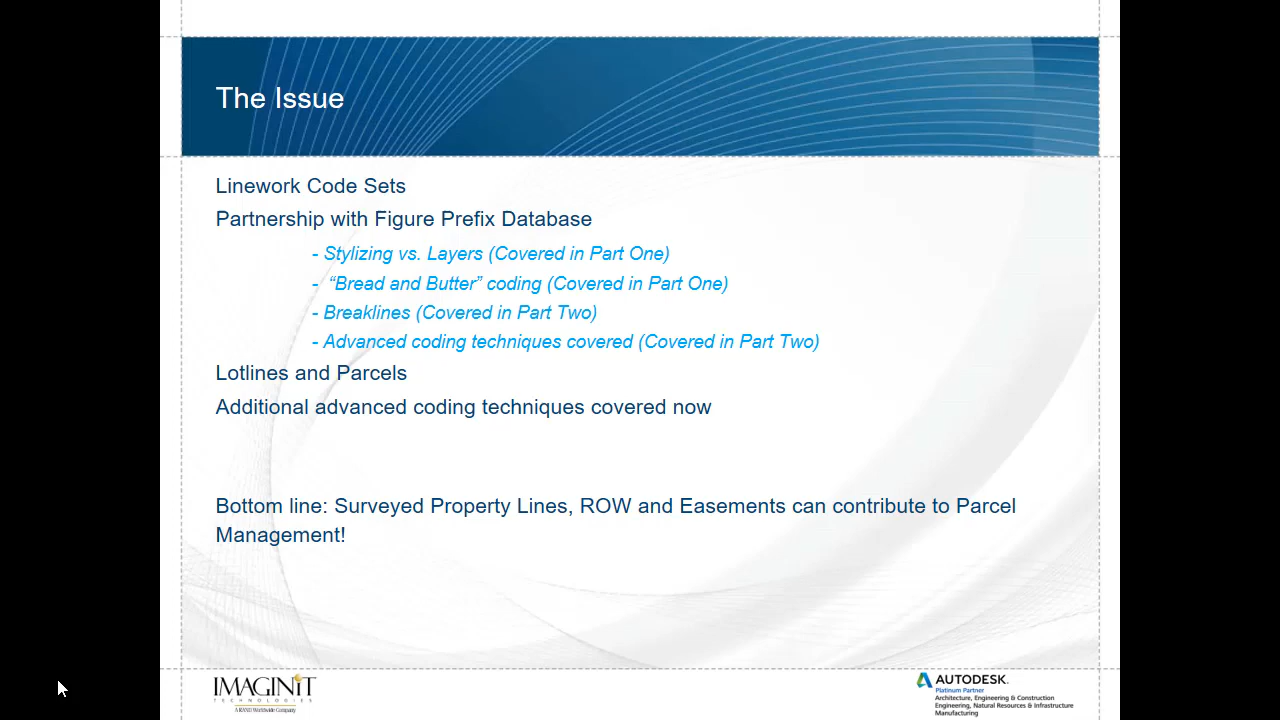 The Issue
Linework Code Sets
Partnership with Figure Prefix Database
- Stylizing vs. Layers (Covered in Part One)
- “Bread and Butter” coding (Covered in Part One)
- Breaklines (Covered in Part Two)
- Advanced coding techniques covered (Covered in Part Two)
Lotlines and Parcels
Additional advanced coding techniques covered now
Bottom line: Surveyed Property Lines, ROW and Easements can contribute to Parcel
Management!
IMAGINiT
TECHNOLOGIES
A RAND Worldwide Company
AUTODESK.
Platinum Partner
Architecture, Engineering & Construction
Engineering, Natural Resources & Infrastructure
Manufacturing